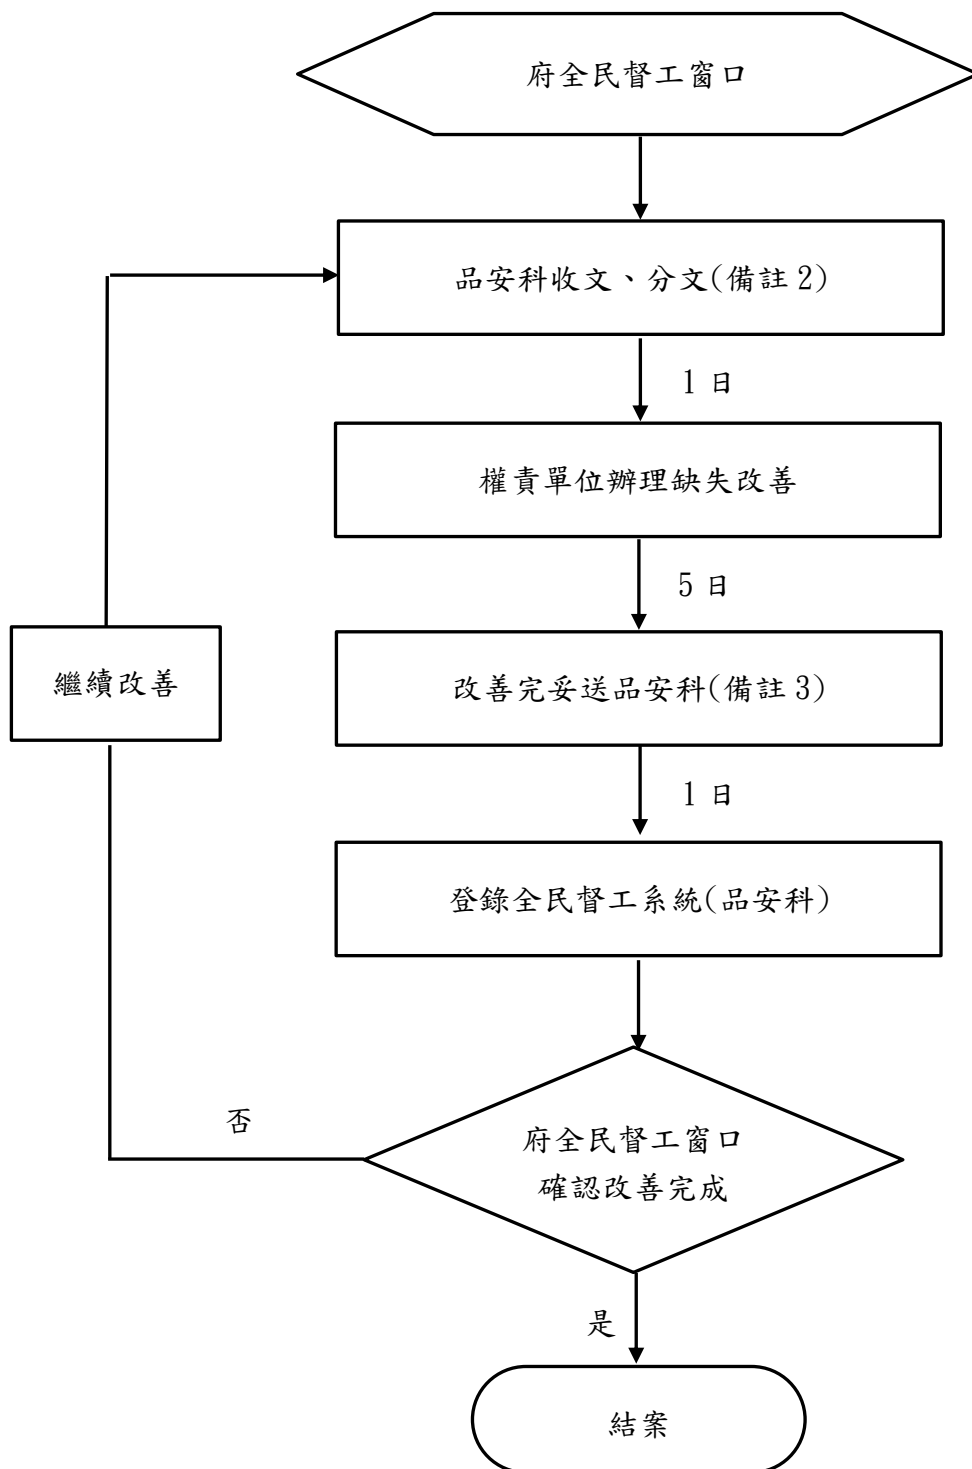 府全民督工窗口
品安科收文、分文(備註 2)
1 日
權責單位辦理缺失改善
5 日
繼續改善
改善完妥送品安科(備註 3)
1 日
登錄全民督工系統(品安科)
否
府全民督工窗口
確認改善完成
是
結案